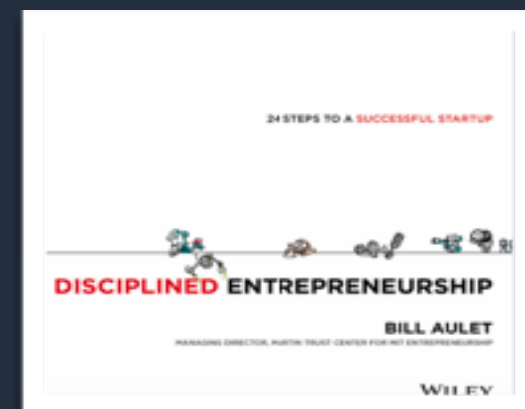 24 STEPS TO A SUCCESSFUL STARTUP
DISCIPLINED ENTREPRENEURSHIP
BILL AULET
MANAGING DIRECTOR, MARTIN TRUST CENTER FOR MIT ENTREPRENEURSHIP
WILEY